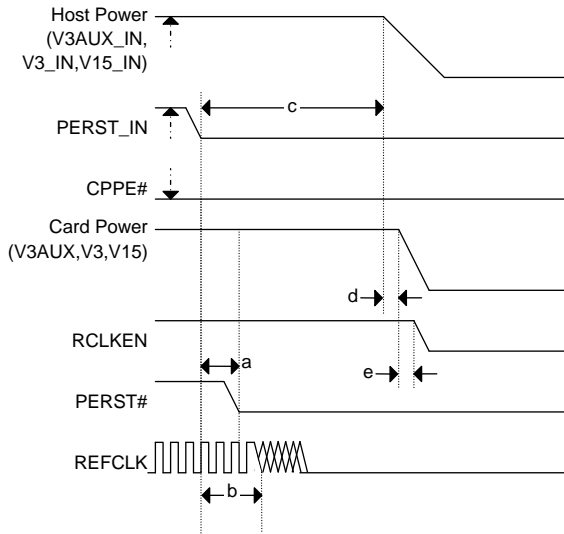 Host Power
(V3AUX_IN,
V3_IN,V15_IN)
c
PERST_IN
CPPE#
Card Power
(V3AUX,V3,V15)
d
RCLKEN
a
e
PERST#
REFCLK
b